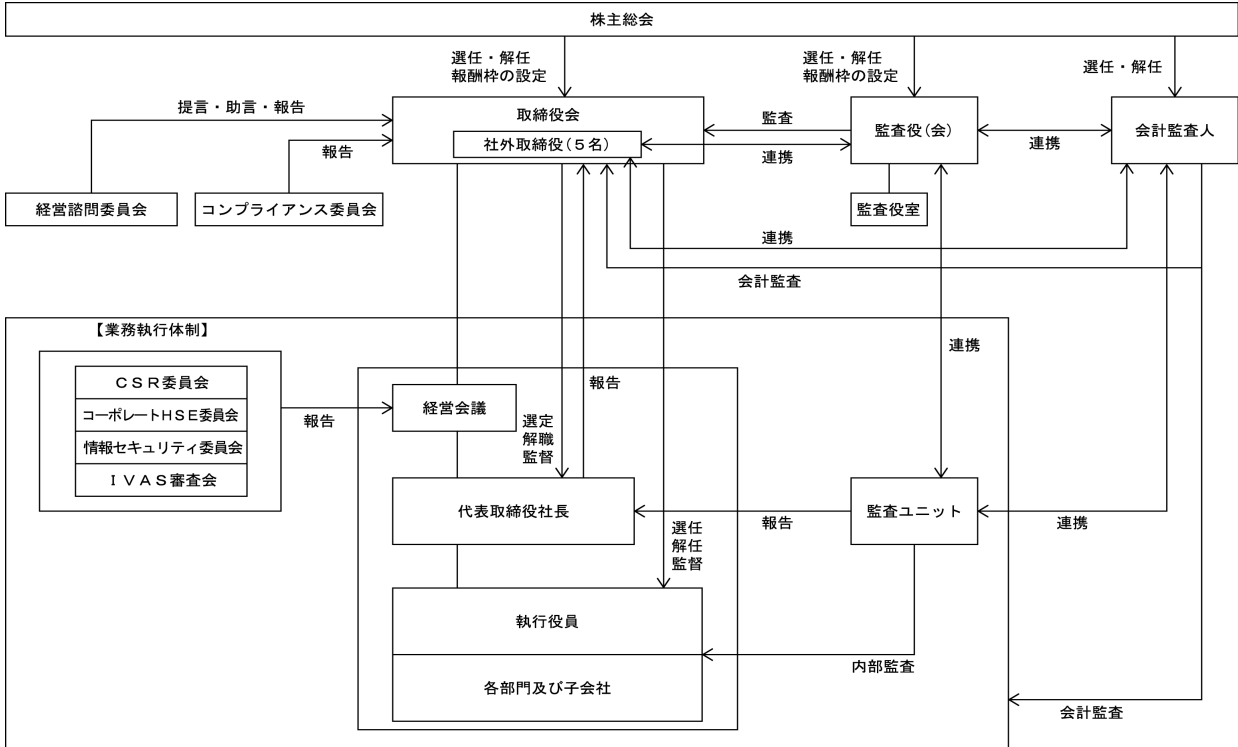 株主総会
選任・解任
報酬枠の設定
選任・解任
報酬枠の設定
選任・解任
提言・助言・報告
取締役会
社外取締役(5名)
監査
連携
監査役(会)
連携
会計監査人
報告
経営諮問委員会
コンプライアンス委員会
監査役室
連携
会計監査
【業務執行体制】
CSR委員会
コーポレートHSE委員会
情報セキュリティ委員会
IVAS審査会
報告
経営会議
報告
連携
選定
解職
監督
代表取締役社長
報告
監査ユニット
連携
選任
解任
監督
執行役員
内部監査
各部門及び子会社
会計監査